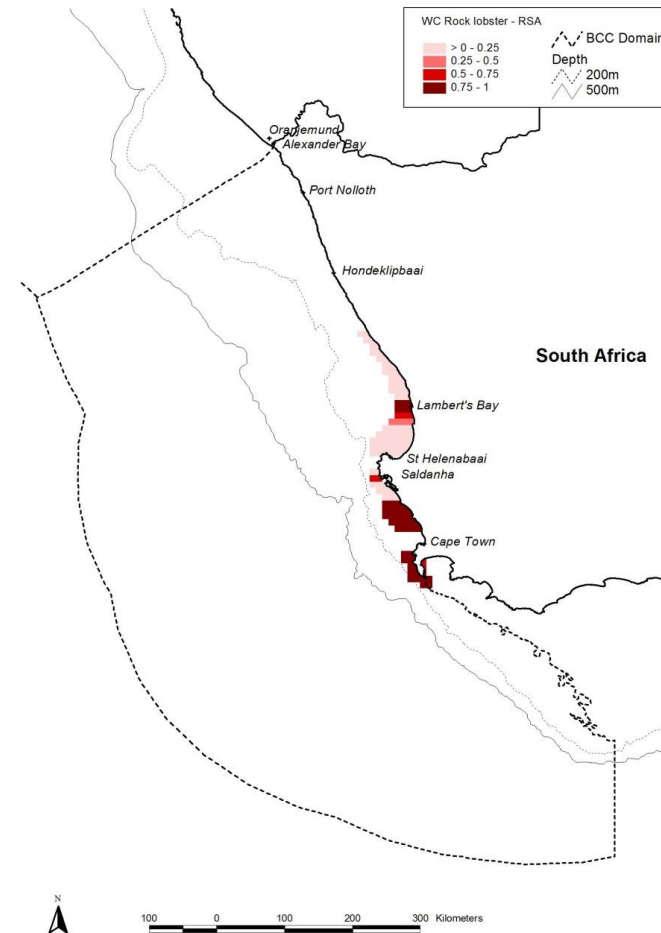 WC Rock lobster - RSA
> 0 - 0.25
0.25 - 0.5
0.5 - 0.75
0.75 - 1
BCC Domain
Depth
200m
500m
Oranjemund
Alexander Bay
Port Nolloth
Hondeklipbaai
South Africa
Lambert's Bay
St Helenabaai
Saldanha
Cape Town
N
100 0 100 200 300 Kilometers